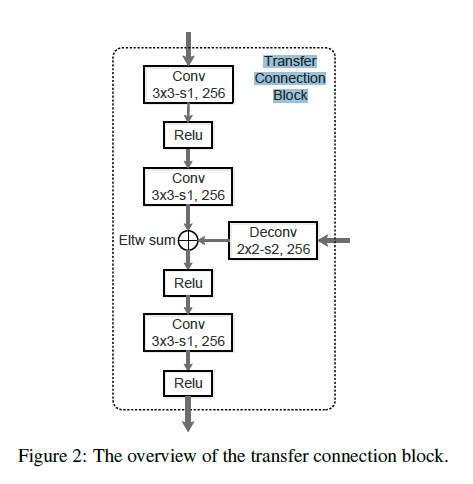 Transfer
Connection
Block
Conv
3x3-s1, 256
Relu
Conv
3x3-s1, 256
Eltw sum
Deconv
2x2-s2, 256
Relu
Conv
3x3-s1, 256
Relu
Figure 2: The overview of the transfer connection block.